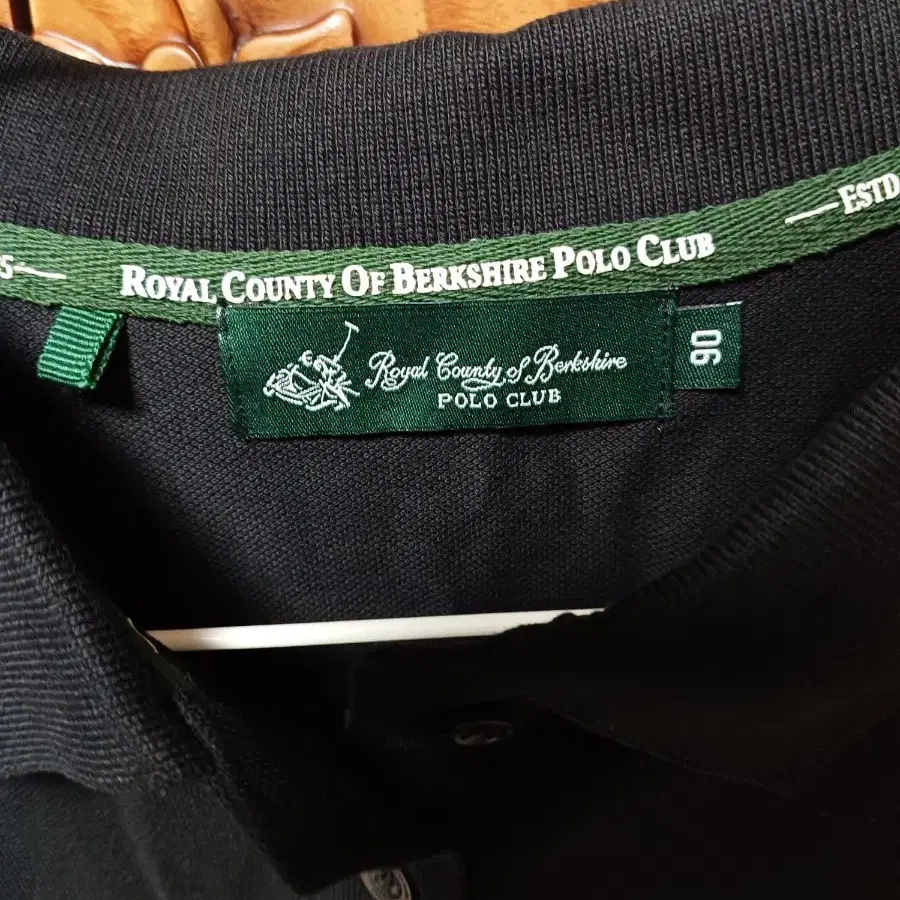 ROYAL COUNTY OF BERKSHIRE POLO CLUB
ESTD
Royal County of Berkshire
POLO CLUB
90